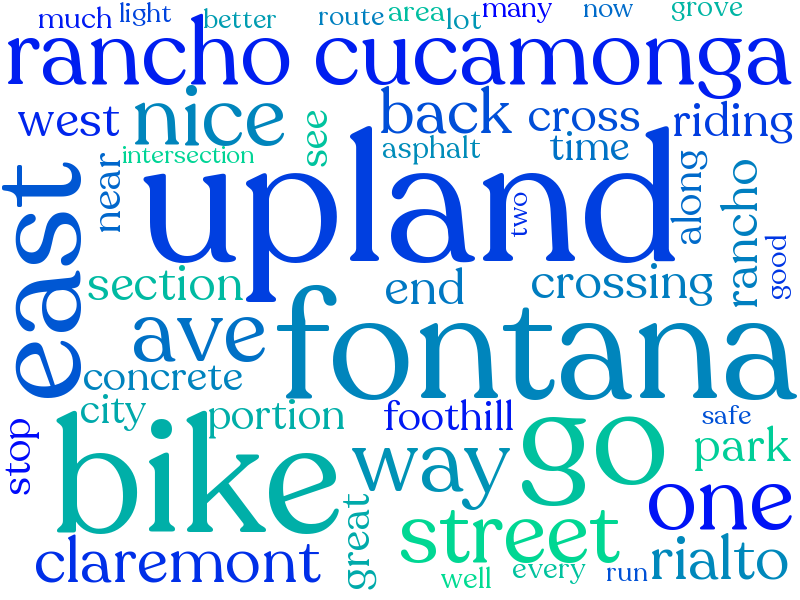 much light better route area lot many now grove
rancho cucamonga
west nice see back cross riding
intersection asphalt time
near upland two along rancho good
east
section end crossing
ave fontana
concrete
city portion foothill safe
stop bike way go park
great street one
claremont well every run rialto